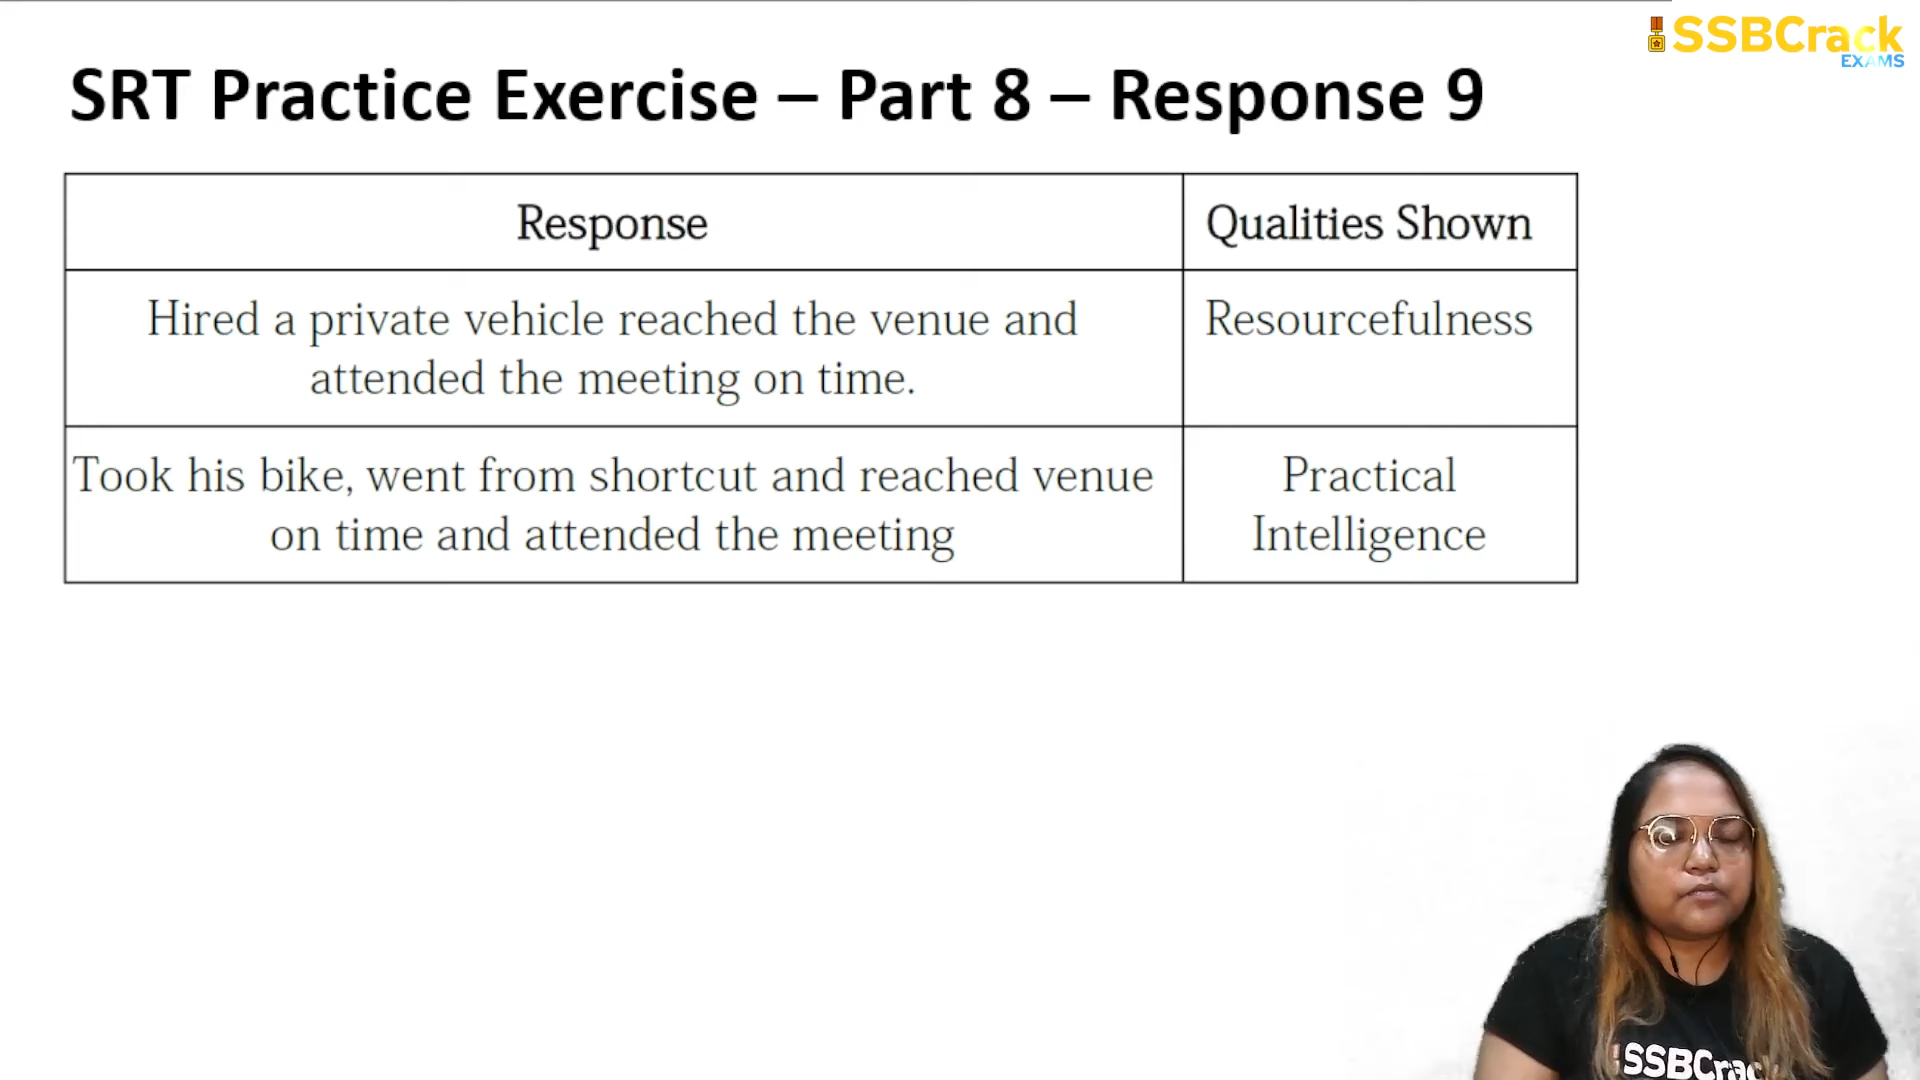 SSBCrack
EXAMS
SRT Practice Exercise – Part 8 – Response 9
Response
Qualities Shown
Hired a private vehicle reached the venue and
attended the meeting on time.
Resourcefulness
Took his bike, went from shortcut and reached venue
on time and attended the meeting
Practical
Intelligence
SSBCrac